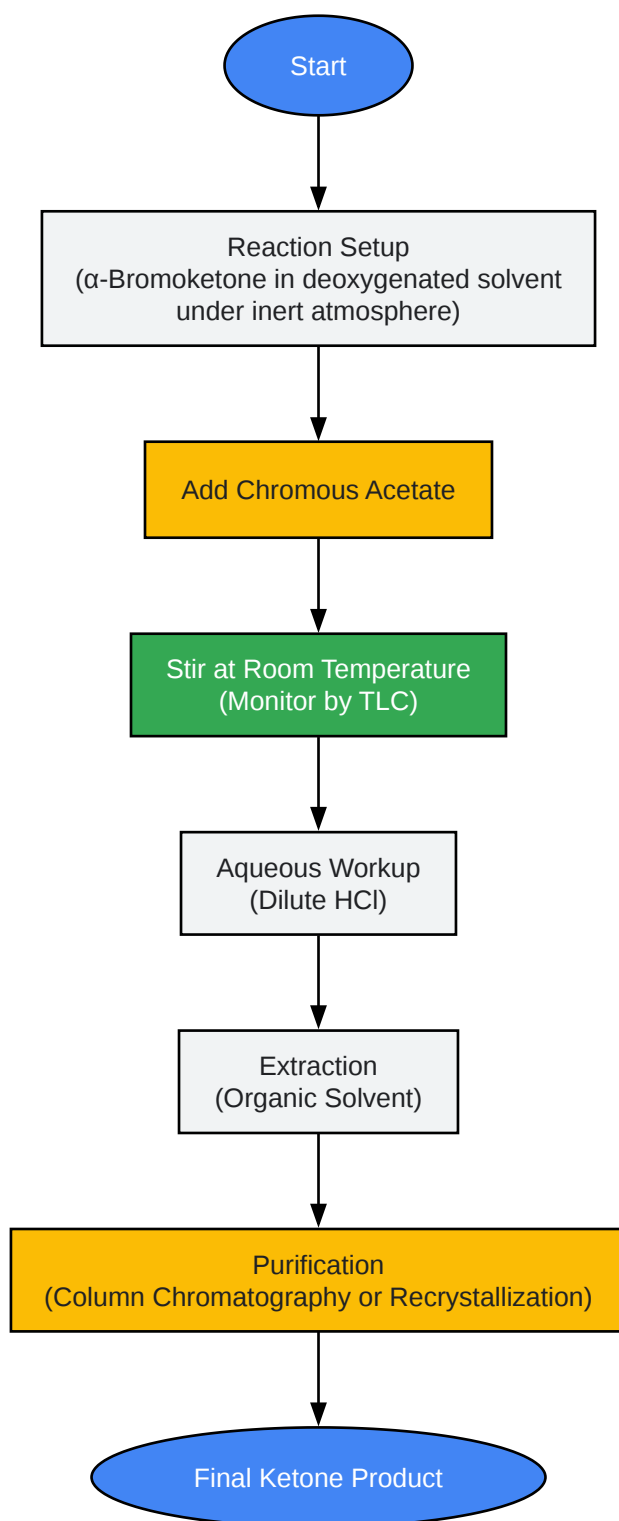 Start
Reaction Setup
(α-Bromoketone in deoxygenated solvent
under inert atmosphere)
Add Chromous Acetate
Stir at Room Temperature
(Monitor by TLC)
Aqueous Workup
(Dilute HCl)
Extraction
(Organic Solvent)
Purification
(Column Chromatography or Recrystallization)
Final Ketone Product